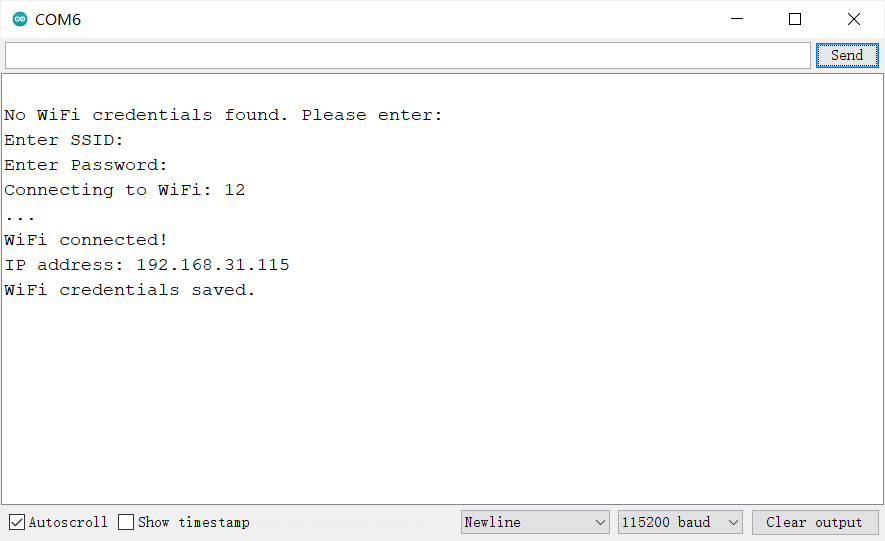 COM6
Send
No WiFi credentials found. Please enter:
Enter SSID:
Enter Password:
Connecting to WiFi: 12
...
WiFi connected!
IP address: 192.168.31.115
WiFi credentials saved.
Autoscroll Show timestamp Newline 115200 baud Clear output